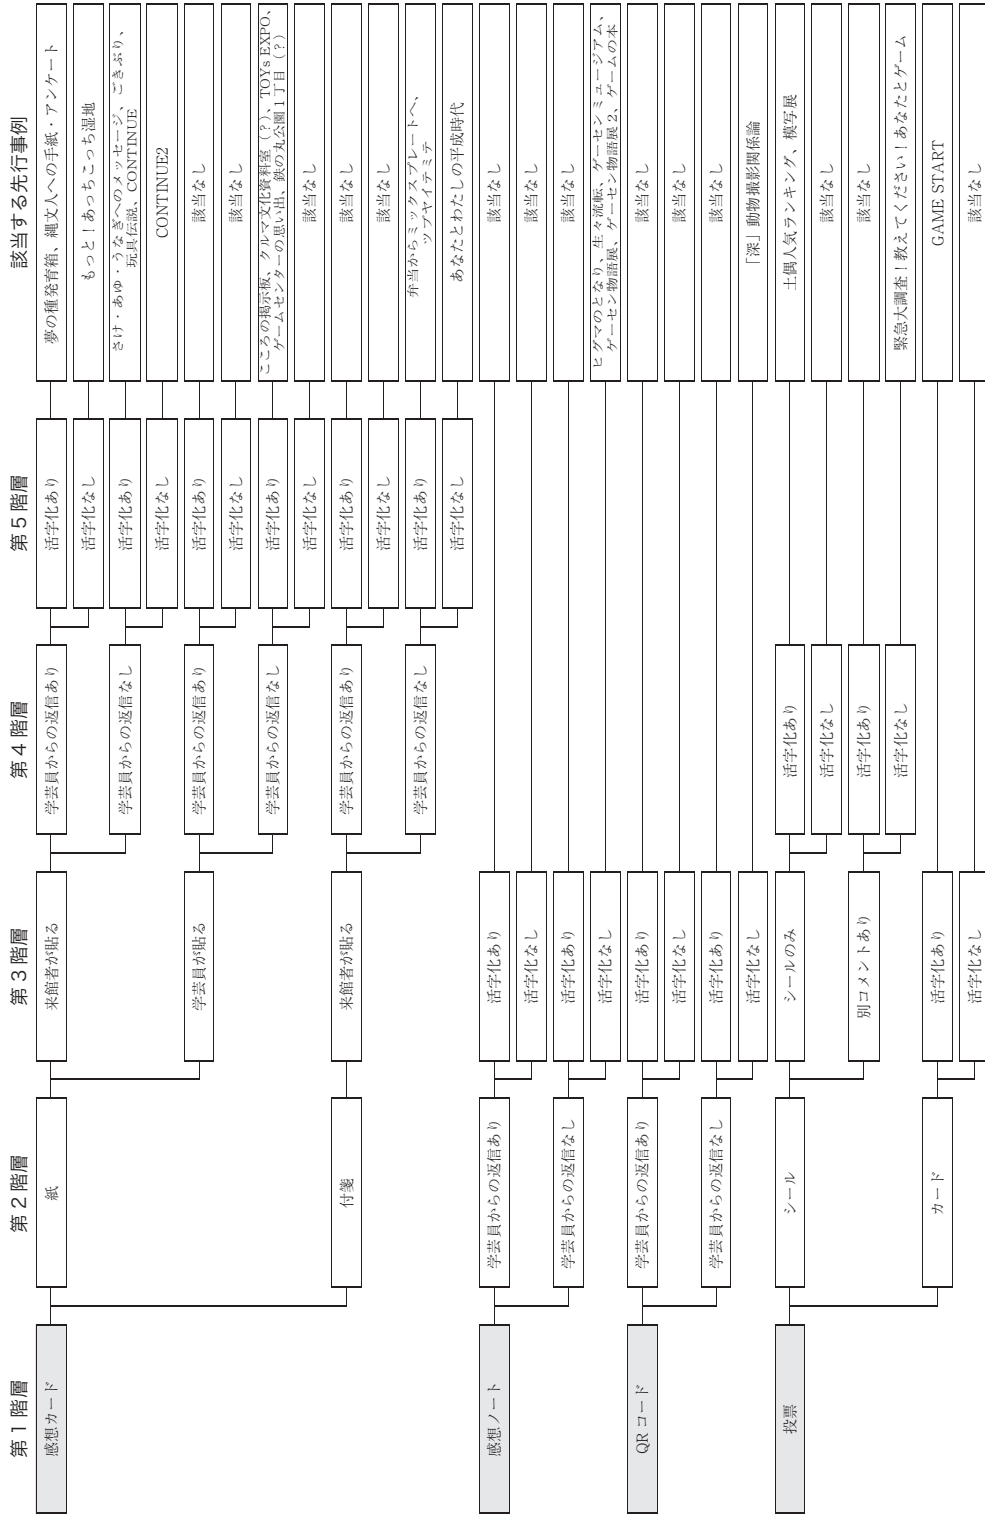 第1階層
第2階層
第3階層
第4階層
第5階層
該当する先行事例
感想カード
紙
来館者が貼る
学芸員からの返信あり
活字化あり
夢の種発育箱、縄文人への手紙・アンケート
活字化なし
もっと!あっちこっち湿地
学芸員からの返信なし
活字化あり
さけ・あゆ・うなぎへのメッセージ、ごきぶり、
玩具伝説、CONTINUE
活字化なし
CONTINUE2
学芸員が貼る
学芸員からの返信あり
活字化あり
該当なし
活字化なし
該当なし
学芸員からの返信なし
活字化あり
こころの掲示板、クルマ文化資料室(?)、TOYs EXPO、
ゲームセンターの思い出、鉄の丸公園1丁目(?)
活字化なし
該当なし
付箋
来館者が貼る
学芸員からの返信あり
活字化あり
該当なし
活字化なし
該当なし
学芸員からの返信なし
活字化あり
弁当からミックスプレートへ、
ツブヤイテミテ
活字化なし
あなたとわたしの平成時代
感想ノート
学芸員からの返信あり
活字化あり
該当なし
活字化なし
該当なし
学芸員からの返信なし
活字化あり
該当なし
活字化なし
ヒグマのとなり、生々流転、ゲーセンミュージアム、
ゲーセン物語展、ゲーセン物語展2、ゲームの本
QRコード
学芸員からの返信あり
活字化あり
該当なし
活字化なし
該当なし
学芸員からの返信なし
活字化あり
該当なし
活字化なし
「深」動物撮影関係論
投票
シール
シールのみ
活字化あり
土偶人気ランキング、模写展
活字化なし
該当なし
別コメントあり
活字化あり
該当なし
活字化なし
緊急大調査!教えてください!あなたとゲーム
カード
活字化あり
GAME START
活字化なし
該当なし